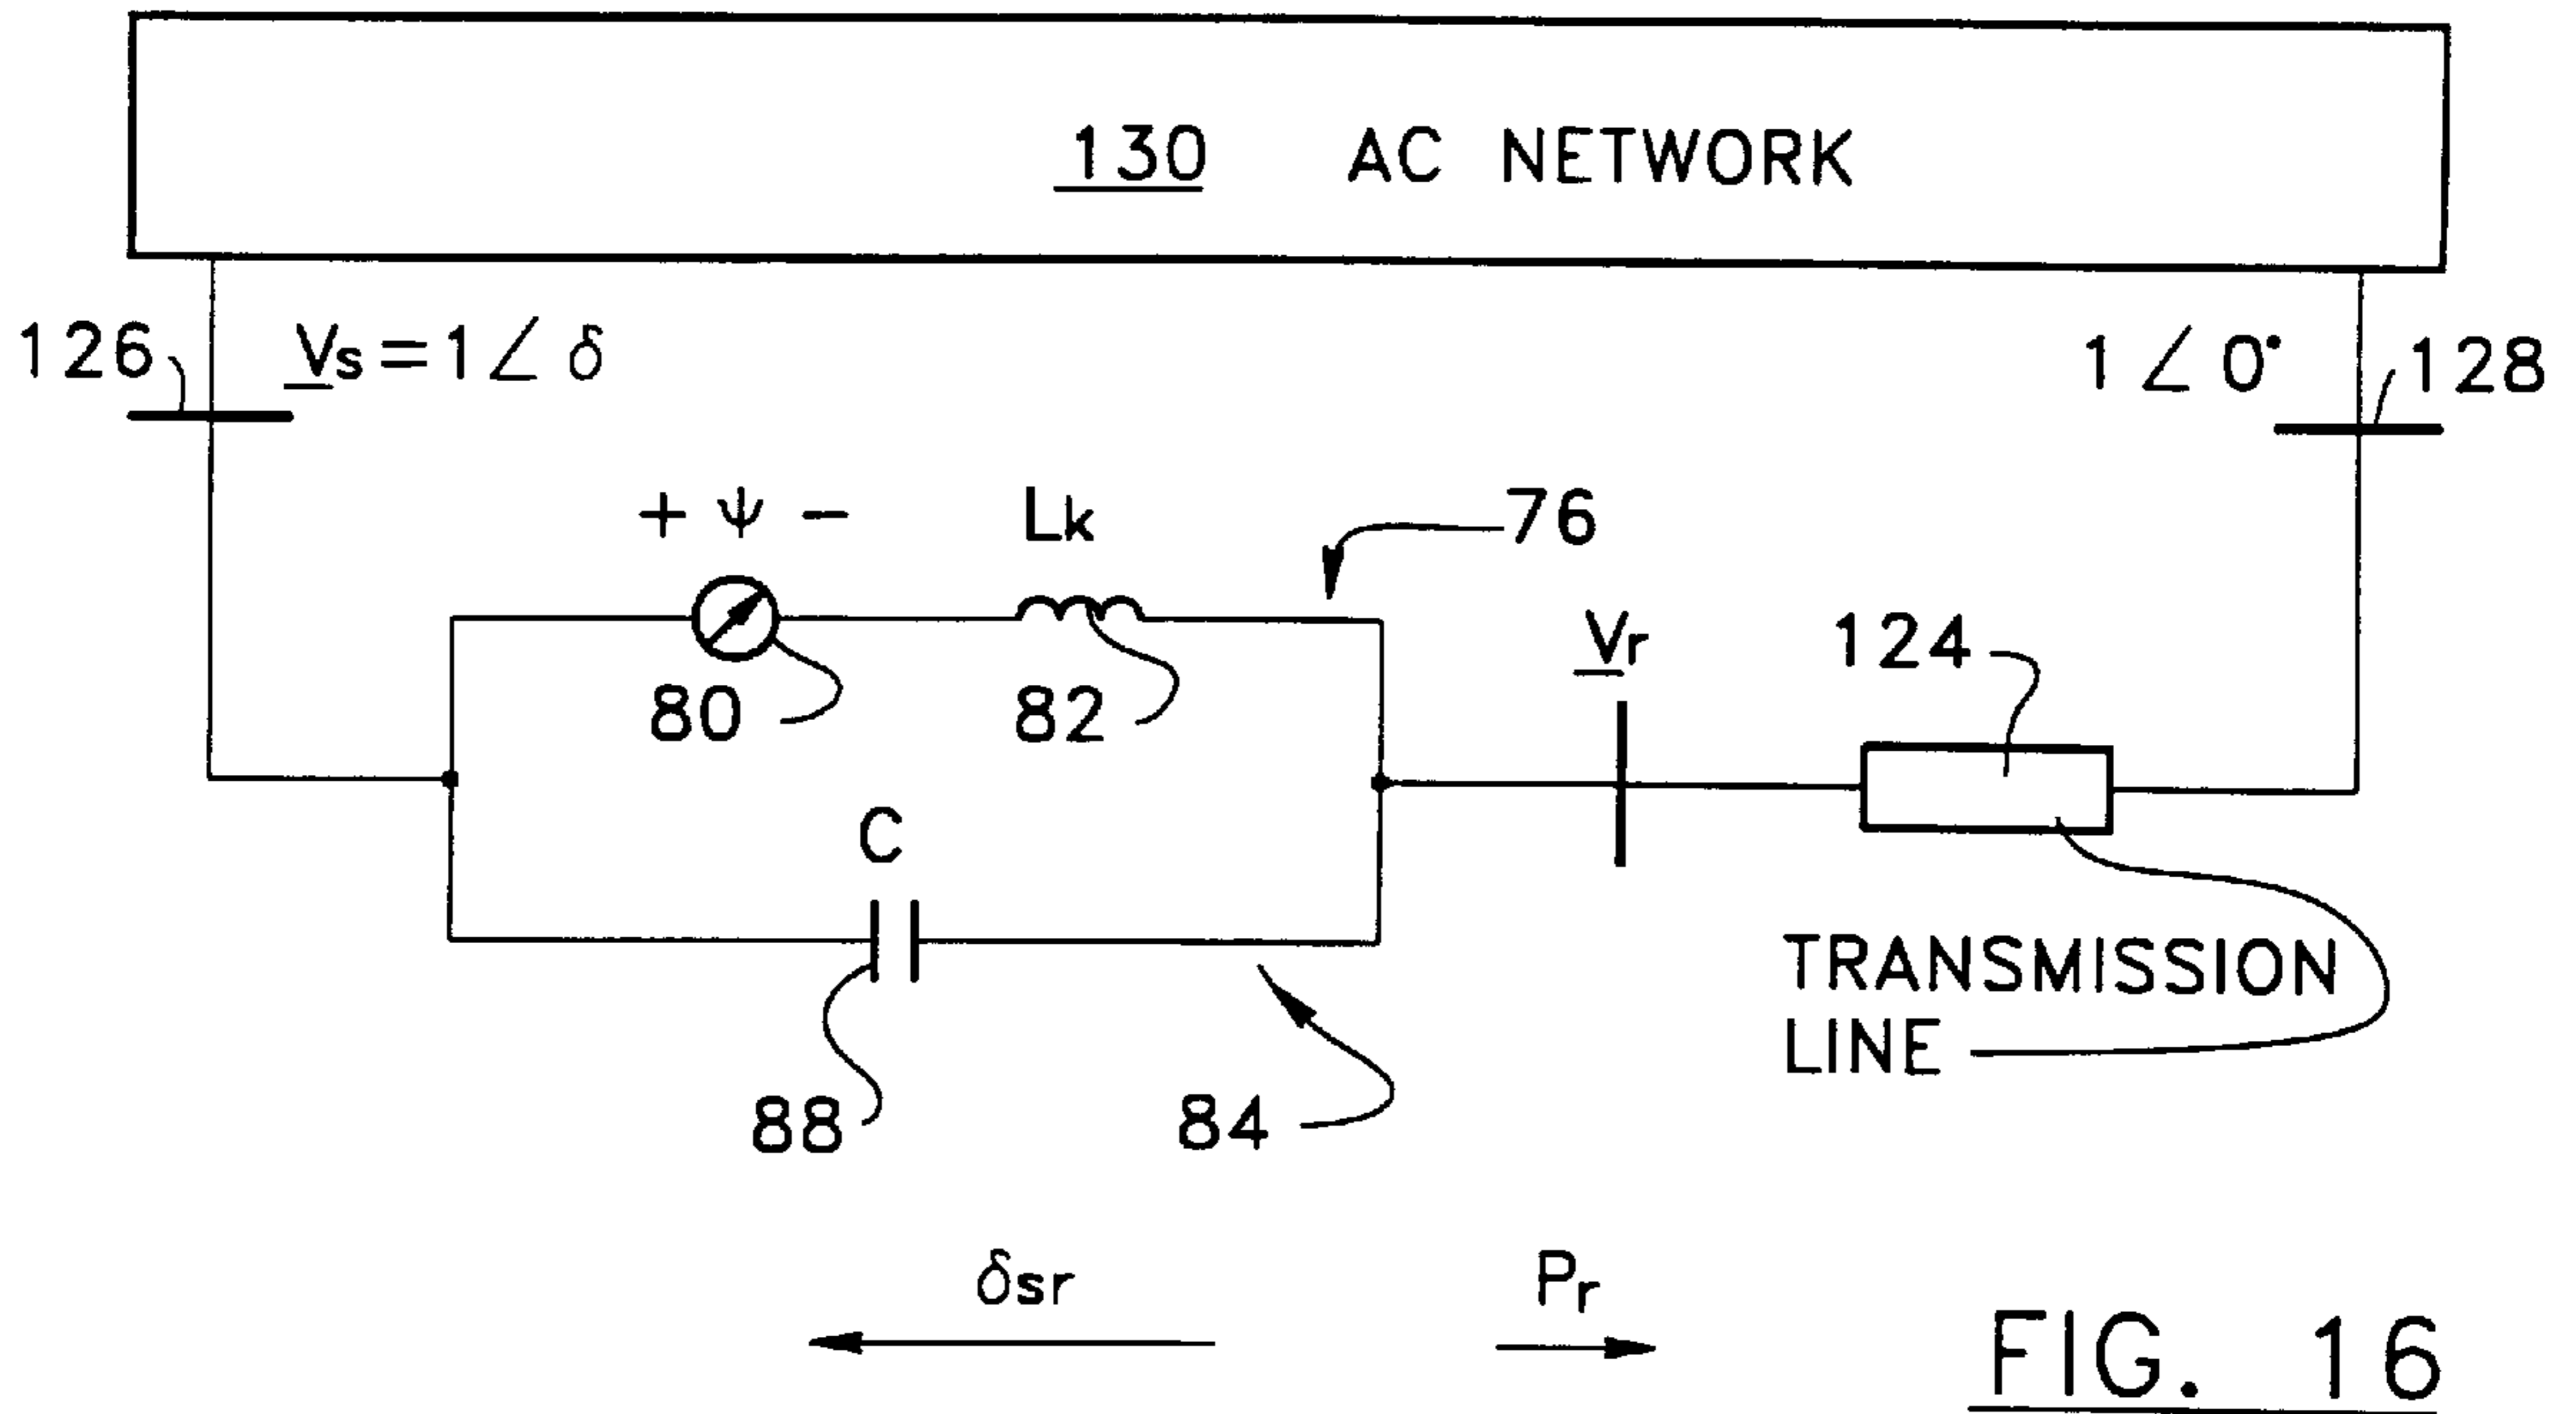 130 AC NETWORK
126
Vs = 1∠δ
1∠0°
128
+ ψ -
Lk
76
80
82
Vr
124
C
TRANSMISSION
LINE
88
84
δsr
Pr
FIG. 16